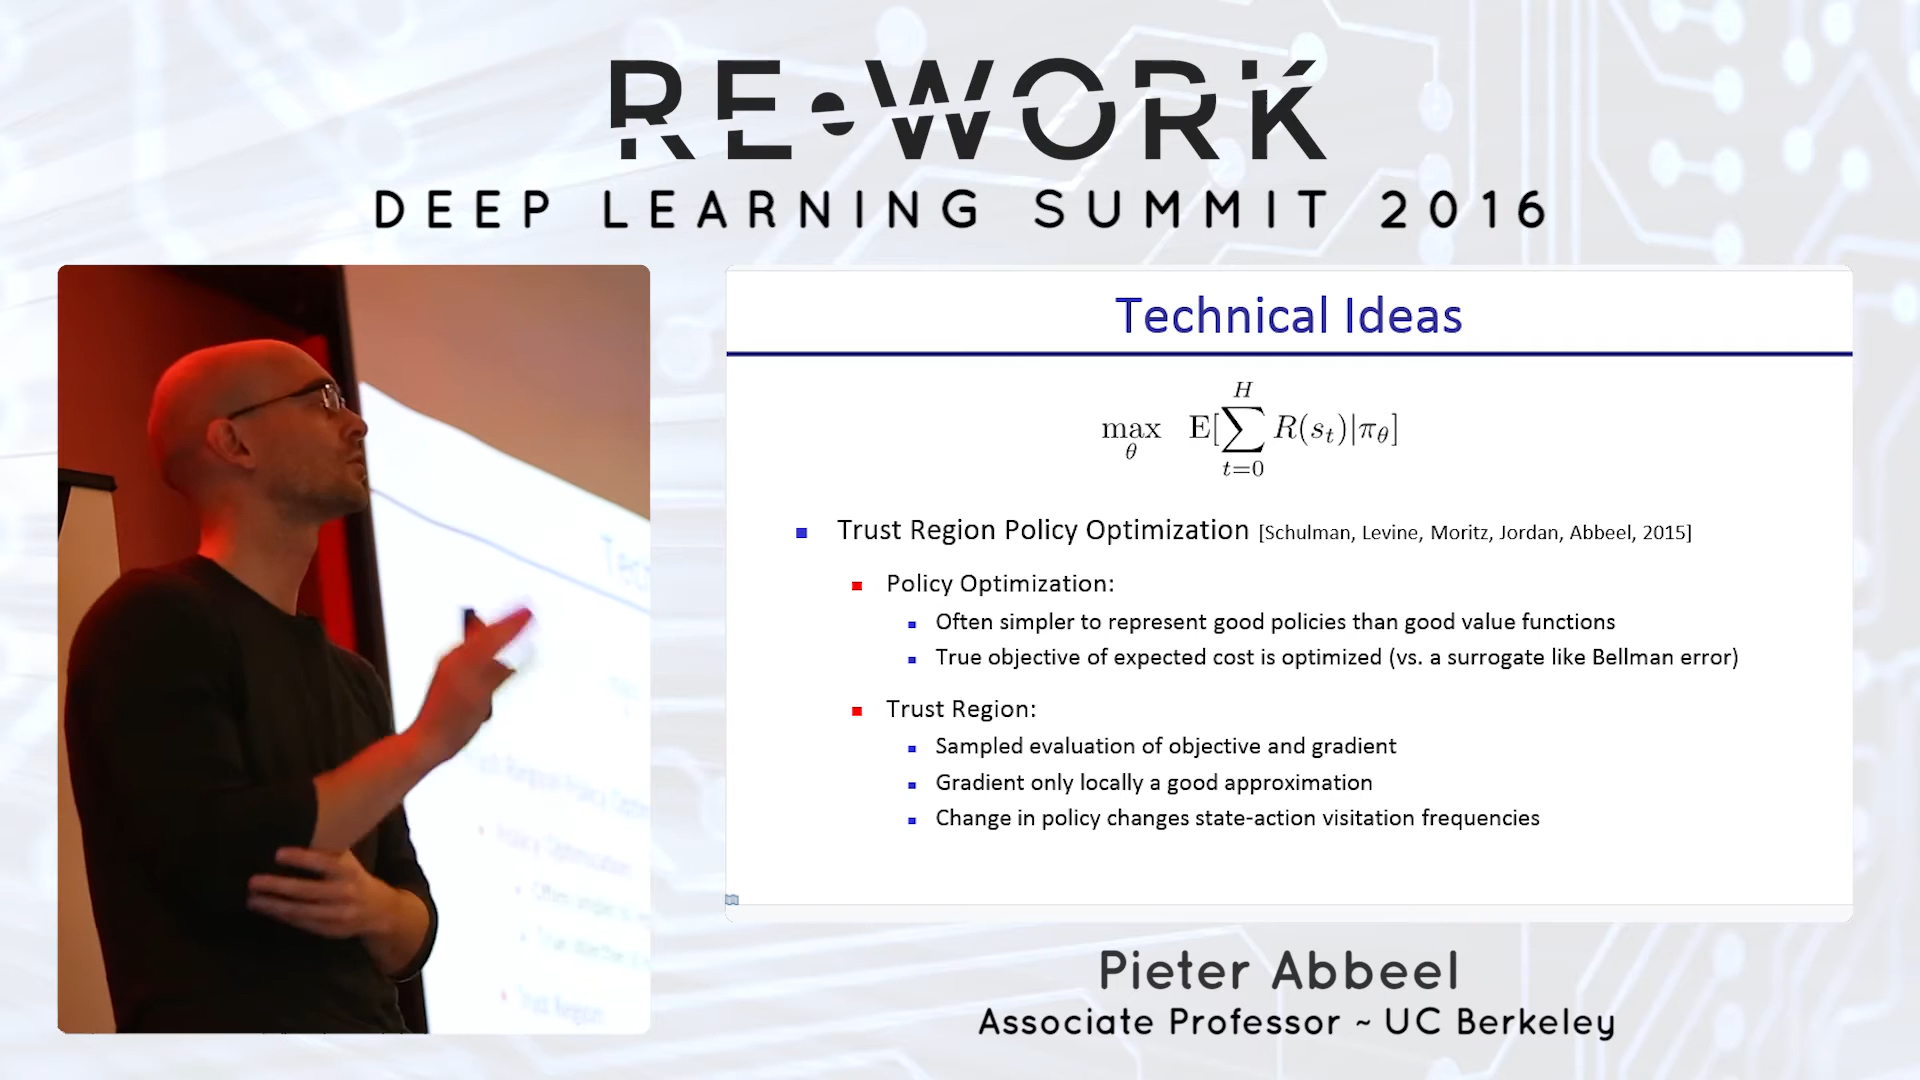 RE•WORK
DEEP LEARNING SUMMIT 2016
Technical Ideas
max_θ E[∑_{t=0}^{H} R(s_t)|π_θ]
Trust Region Policy Optimization [Schulman, Levine, Moritz, Jordan, Abbeel, 2015]
Policy Optimization:
Often simpler to represent good policies than good value functions
True objective of expected cost is optimized (vs. a surrogate like Bellman error)
Trust Region:
Sampled evaluation of objective and gradient
Gradient only locally a good approximation
Change in policy changes state-action visitation frequencies
Pieter Abbeel
Associate Professor ~ UC Berkeley